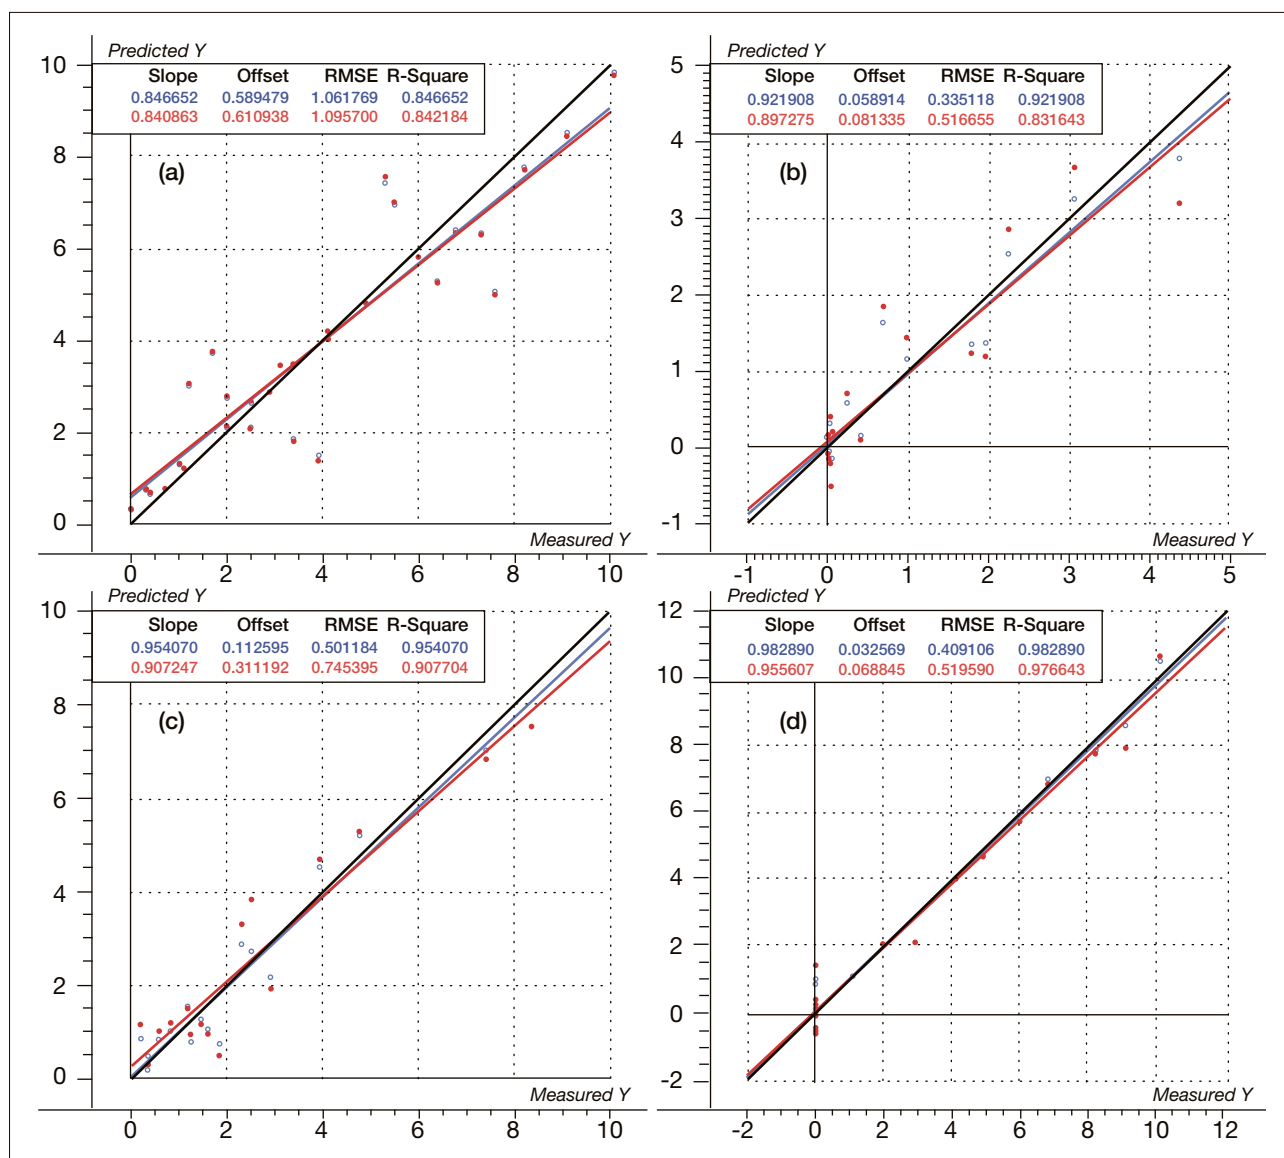 Predicted Y
10
8
6
4
2
0
Slope Offset RMSE R-Square
0.846652 0.589479 1.061769 0.846652
0.840863 0.610938 1.095700 0.842184
(a)
Measured Y
0 2 4 6 8 10
Predicted Y
5
4
3
2
1
0
-1
Slope Offset RMSE R-Square
0.921908 0.058914 0.335118 0.921908
0.897275 0.081335 0.516655 0.831643
(b)
Measured Y
-1 0 1 2 3 4 5
Predicted Y
10
8
6
4
2
0
Slope Offset RMSE R-Square
0.954070 0.112595 0.501184 0.954070
0.907247 0.311192 0.745395 0.907704
(c)
Measured Y
0 2 4 6 8 10
Predicted Y
12
10
8
6
4
2
0
-2
Slope Offset RMSE R-Square
0.982890 0.032569 0.409106 0.982890
0.955607 0.068845 0.519590 0.976643
(d)
Measured Y
-2 0 2 4 6 8 10 12